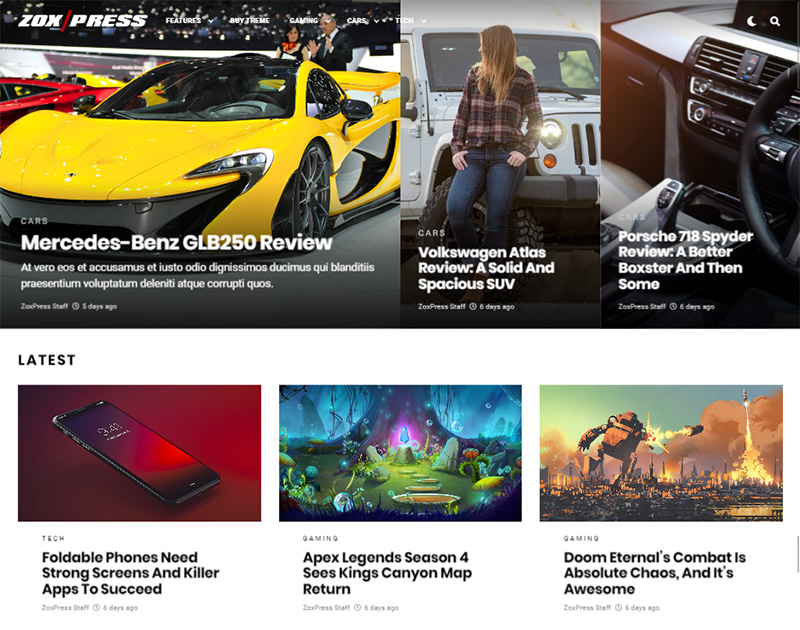 ZOX/PRESS FEATURES BUY THEME GAMING CARS TECH
CARS
Mercedes-Benz GLB250 Review
At vero eos et accusamus et iusto odio dignissimos ducimus qui blanditiis
praesentium voluptatum deleniti atque corrupti quos.
ZoxPress Staff 5 days ago
CARS
Volkswagen Atlas
Review: A Solid And
Spacious SUV
ZoxPress Staff 6 days ago
CARS
Porsche 718 Spyder
Review: A Better
Boxster And Then
Some
ZoxPress Staff 6 days ago
LATEST
TECH
Foldable Phones Need
Strong Screens And Killer
Apps To Succeed
ZoxPress Staff 6 days ago
GAMING
Apex Legends Season 4
Sees Kings Canyon Map
Return
ZoxPress Staff 6 days ago
GAMING
Doom Eternal's Combat Is
Absolute Chaos, And It's
Awesome
ZoxPress Staff 6 days ago